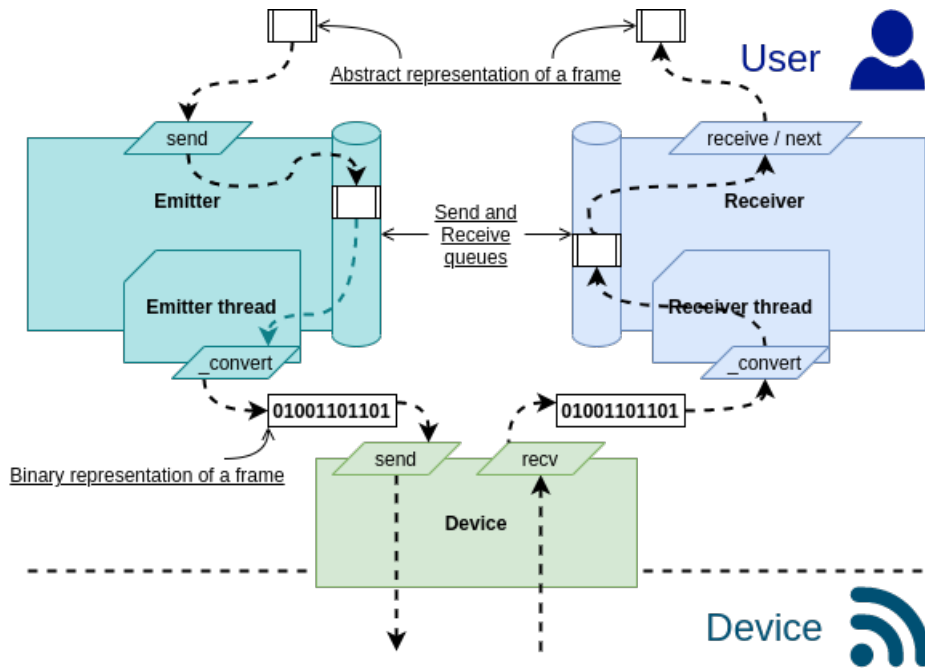 User
Abstract representation of a frame
send
receive / next
Emitter
Receiver
Send and
Receive
queues
Emitter thread
Receiver thread
_convert
_convert
01001101101
01001101101
Binary representation of a frame
send
recv
Device
Device